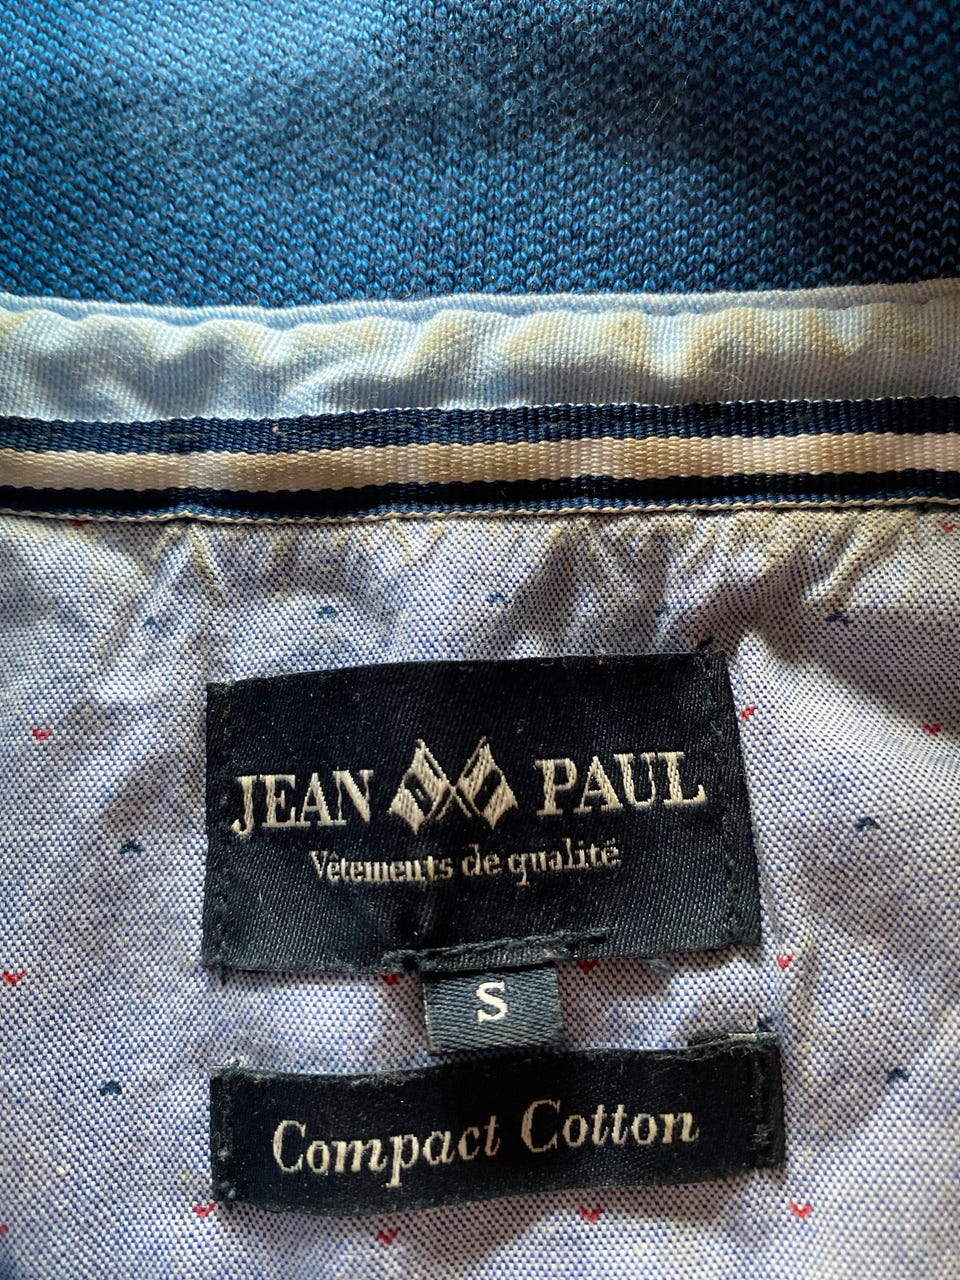 JEAN PAUL
Vêtements de qualité
S
Compact Cotton